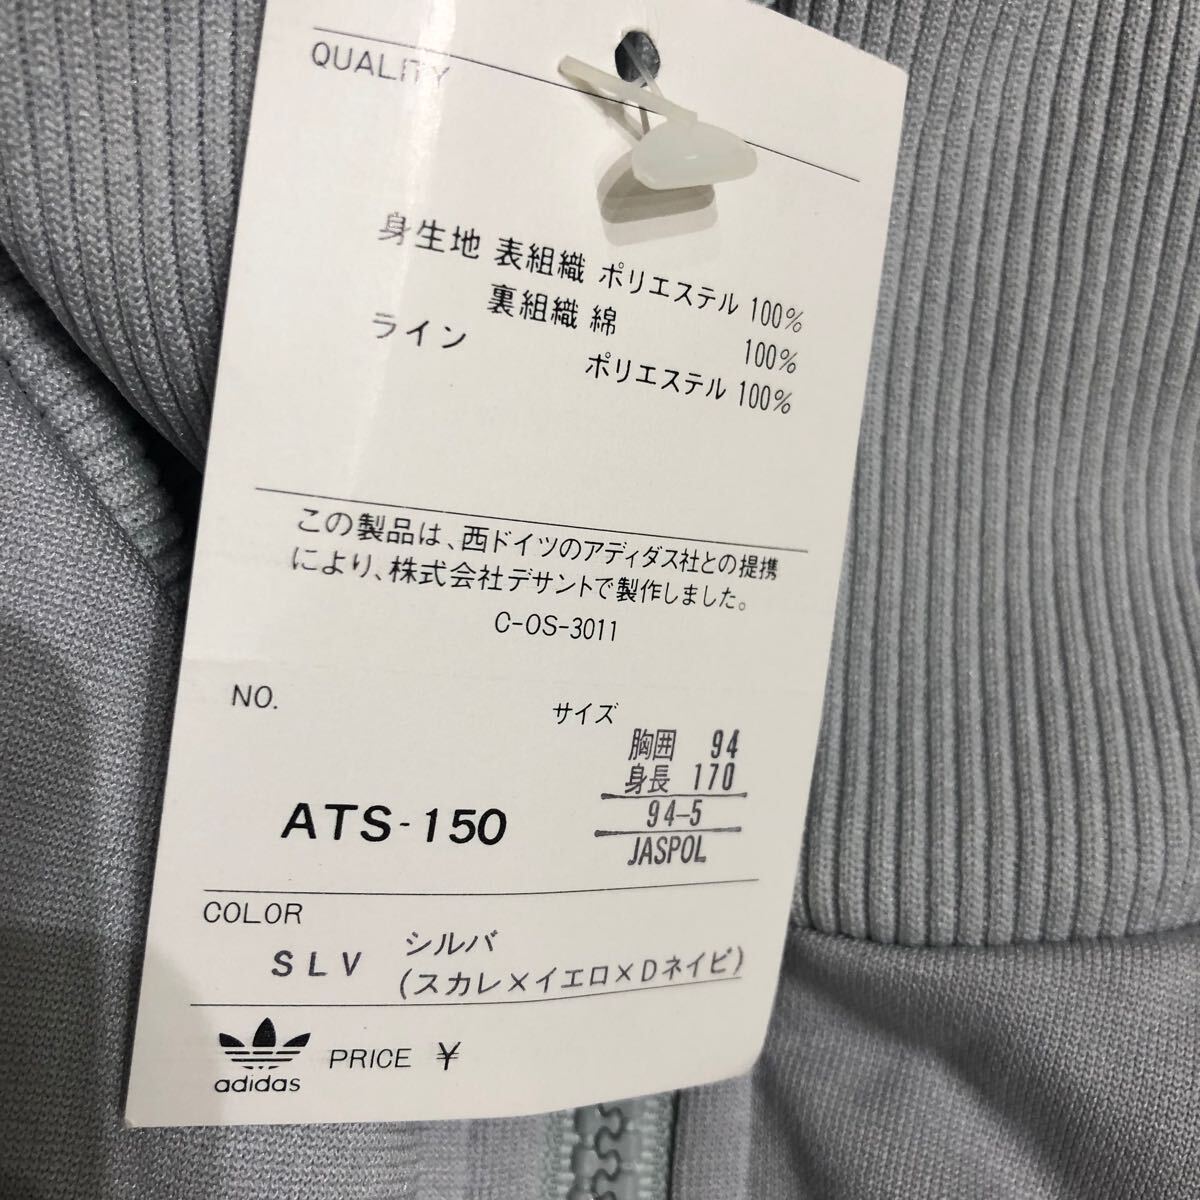 QUALITY
身生地 表組織 ポリエステル 100%
裏組織 綿 100%
ライン ポリエステル 100%
この製品は、西ドイツのアディダス社との提携
により、株式会社デサントで製作しました。
C-OS-3011
NO. サイズ
胸囲 94
身長 170
ATS-150
94-5
JASPOL
COLOR
SLV シルバ
(スカレ×イエロ×Dネイビ)
adidas PRICE ¥